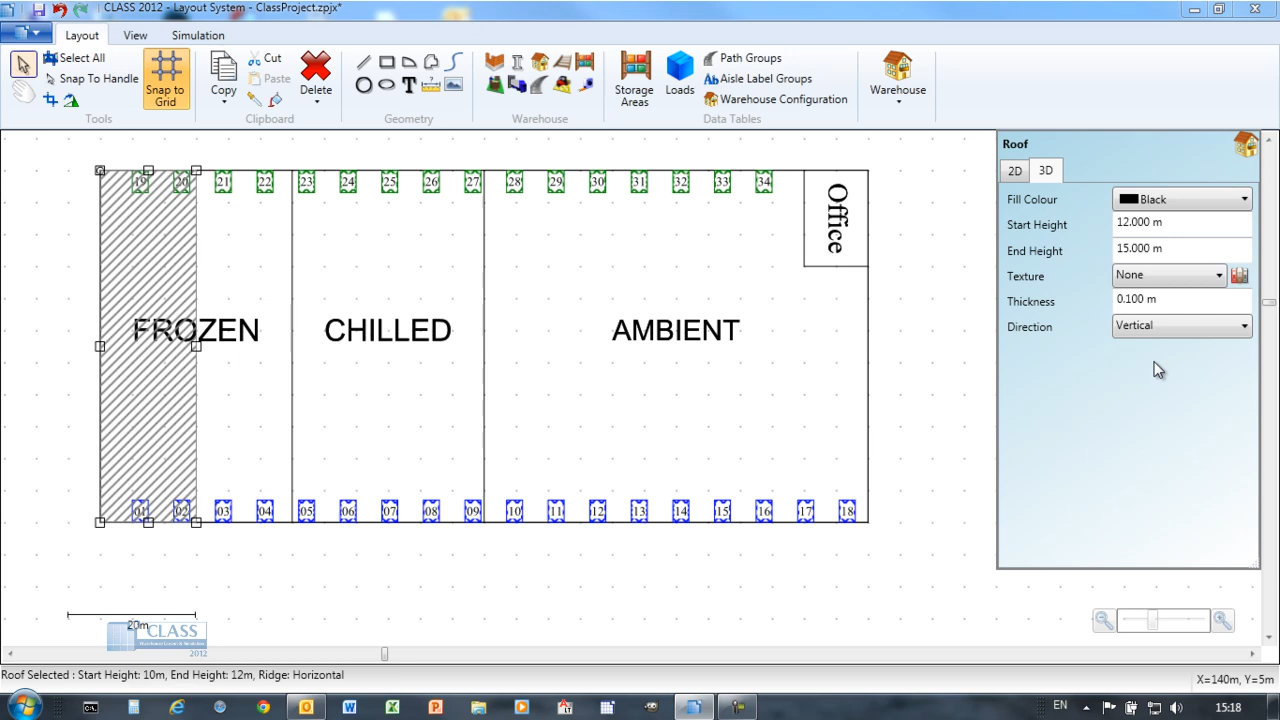 CLASS 2012 - Layout System - ClassProject.zpjx*
Layout View Simulation
Select All
Snap To Handle
Snap to
Grid
Tools
Copy
Cut
Paste
Delete
Clipboard
Geometry
Warehouse
Storage
Areas
Loads
Path Groups
Aisle Label Groups
Warehouse Configuration
Data Tables
Warehouse
19 20 21 22 23 24 25 26 27 28 29 30 31 32 33 34
Office
FROZEN CHILLED AMBIENT
01 02 03 04 05 06 07 08 09 10 11 12 13 14 15 16 17 18
20m
CLASS
2012
Roof
2D 3D
Fill Colour Black
Start Height 12.000 m
End Height 15.000 m
Texture None
Thickness 0.100 m
Direction Vertical
Roof Selected : Start Height: 10m, End Height: 12m, Ridge: Horizontal
X=140m, Y=5m
EN
15:18